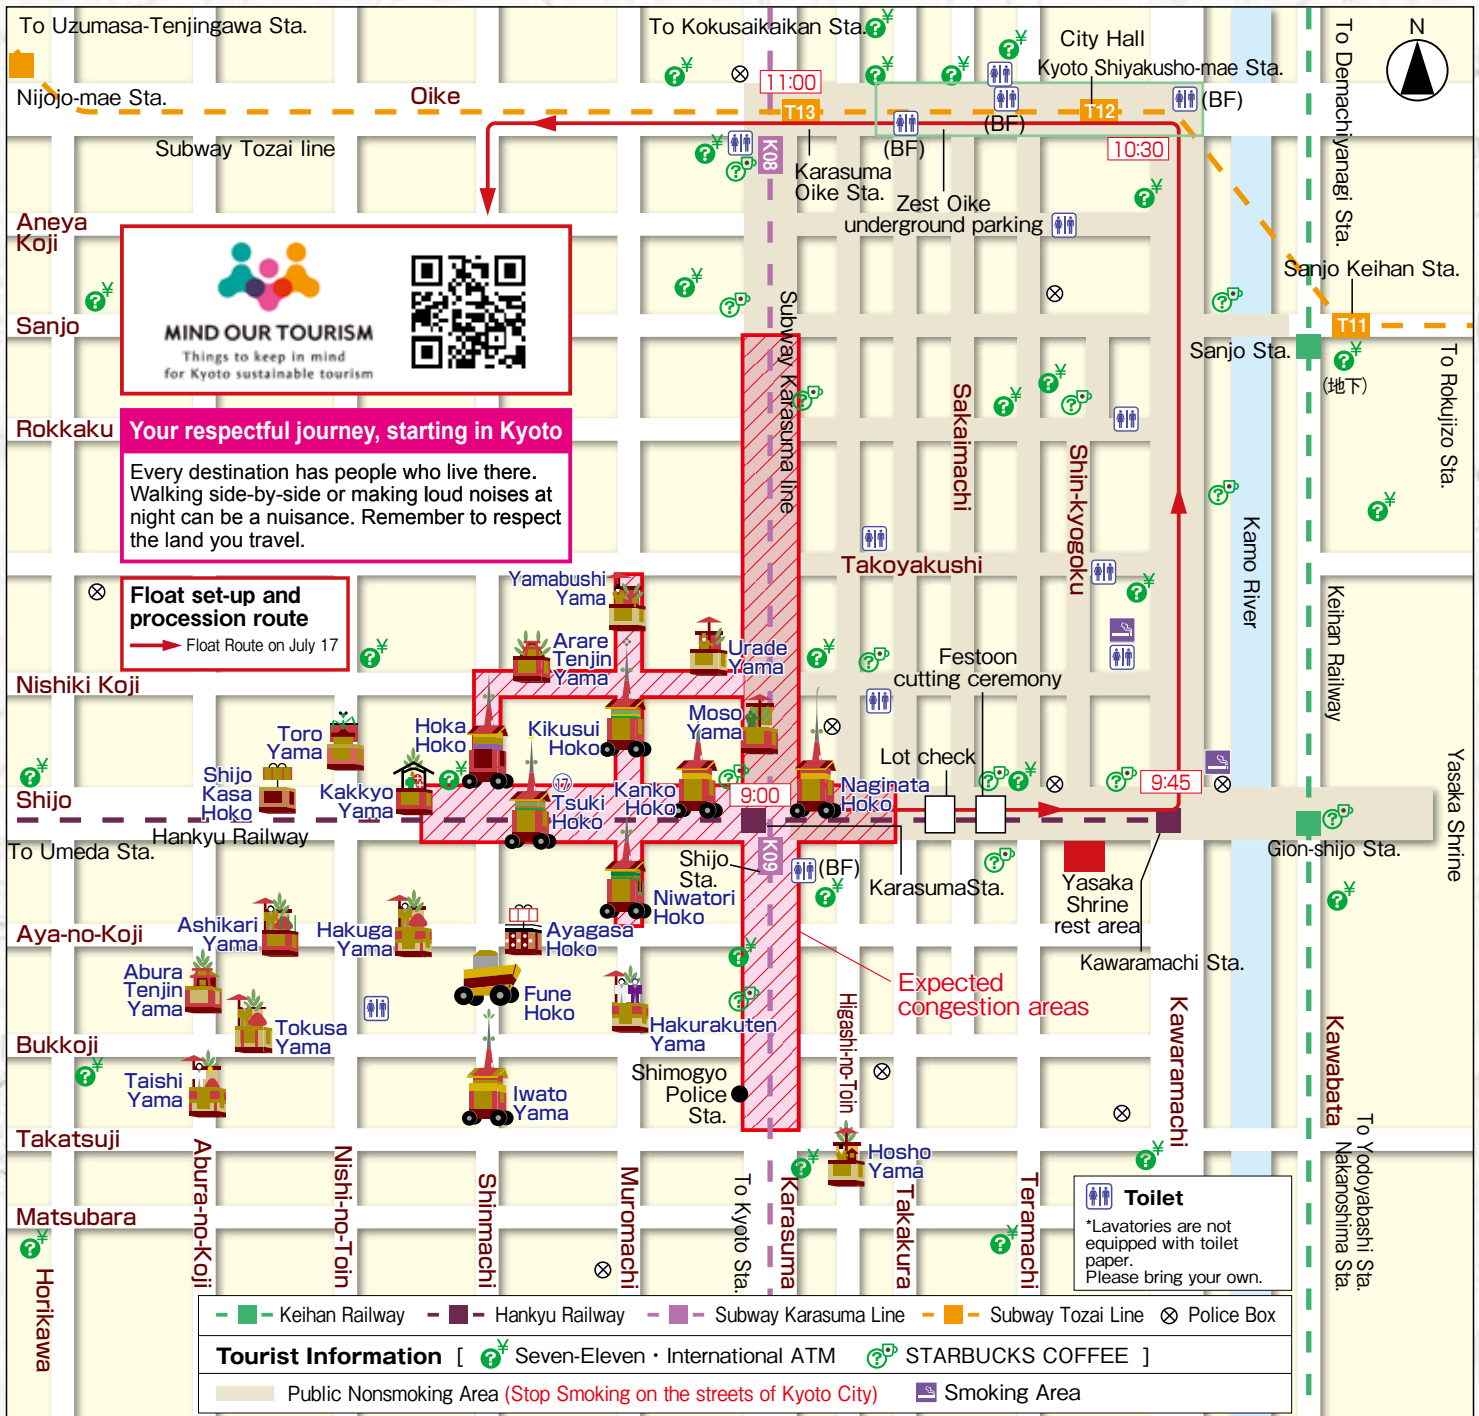 To Uzumasa-Tenjingawa Sta.
To Kokusaikaikan Sta.
City Hall
Kyoto Shiyakusho-mae Sta.
To Demachiyanagi Sta.
N
Nijojo-mae Sta.
Oike
11:00
T13
T12
(BF)
(BF)
(BF)
10:30
Subway Tozai line
K08
Karasuma
Oike Sta.
Zest Oike
underground parking
Aneya
Koji
Sanjo Keihan Sta.
MIND OUR TOURISM
Things to keep in mind
for Kyoto sustainable tourism
Sanjo
Subway Karasuma line
T11
Sanjo Sta.
(地下)
To Rokujizo Sta.
Rokkaku
Your respectful journey, starting in Kyoto
Every destination has people who live there.
Walking side-by-side or making loud noises at
night can be a nuisance. Remember to respect
the land you travel.
Sakaimachi
Shin-kyogoku
Kamo River
Takoyakushi
Float set-up and
procession route
Float Route on July 17
Keihan Railway
Yamabushi
Yama
Arare
Tenjin
Yama
Urade
Yama
Festoon
cutting ceremony
Nishiki Koji
Toro
Yama
Hoka
Hoko
Kikusui
Hoko
Moso
Yama
Lot check
Shijo
Kasa
Hoko
Kakkyo
Yama
⑰
Tsuki
Hoko
Kanko
Hoko
9:00
Naginata
Hoko
9:45
Yasaka Shrine
Shijo
Hankyu Railway
To Umeda Sta.
Shijo
Sta.
K09
(BF)
KarasumaSta.
Yasaka
Shrine
rest area
Gion-shijo Sta.
Kawaramachi Sta.
Niwatori
Hoko
Aya-no-Koji
Ashikari
Yama
Hakuga
Yama
Ayagasa
Hoko
Abura
Tenjin
Yama
Tokusa
Yama
Fune
Hoko
Hakurakuten
Yama
Expected
congestion areas
Higashi-no-Toin
Kawaramachi
Kawabata
Bukkoji
Taishi
Yama
Iwato
Yama
Shimogyo
Police
Sta.
Takatsuji
Hosho
Yama
Matsubara
Horikawa
Abura-no-Koji
Nishi-no-Toin
Shinmachi
Muromachi
To Kyoto Sta.
Karasuma
Takakura
Teramachi
To Yodoyabashi Sta.
Nakanoshima Sta.
Toilet
*Lavatories are not
equipped with toilet
paper.
Please bring your own.
Keihan Railway
Hankyu Railway
Subway Karasuma Line
Subway Tozai Line
Police Box
Tourist Information [ Seven-Eleven・International ATM STARBUCKS COFFEE ]
Public Nonsmoking Area (Stop Smoking on the streets of Kyoto City)
Smoking Area